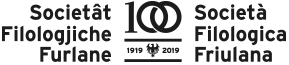 Societât
Filologjiche
Furlane
100
1919 2019
Società
Filologica
Friulana